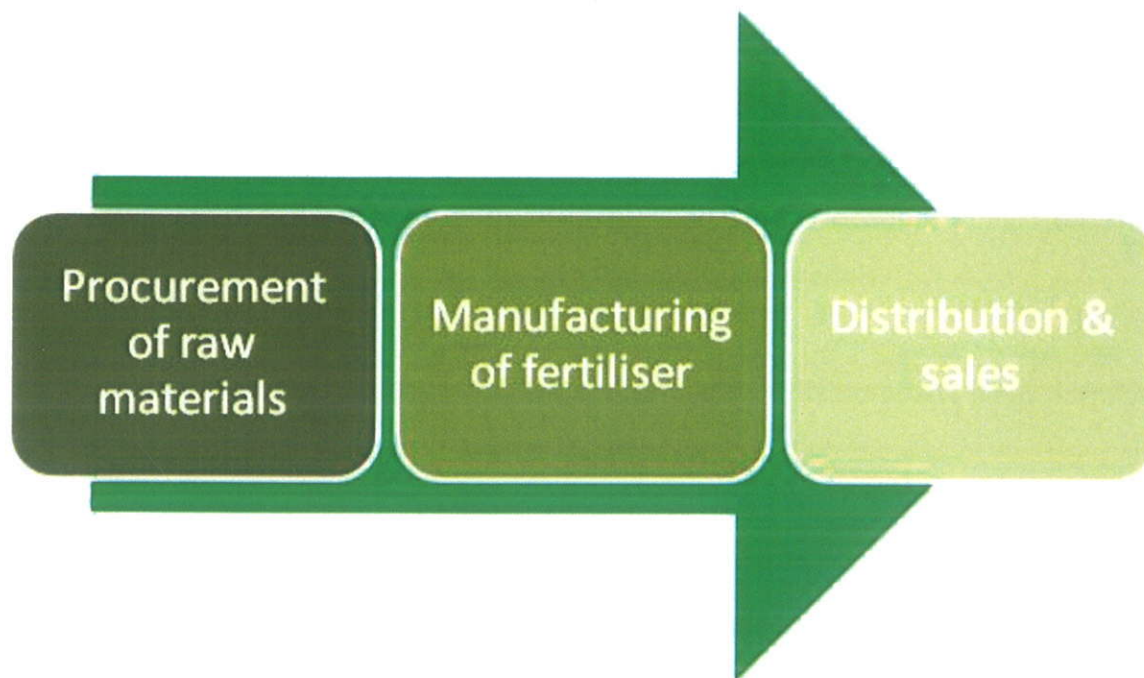 Procurement
of raw
materials
Manufacturing
of fertiliser
Distribution &
sales